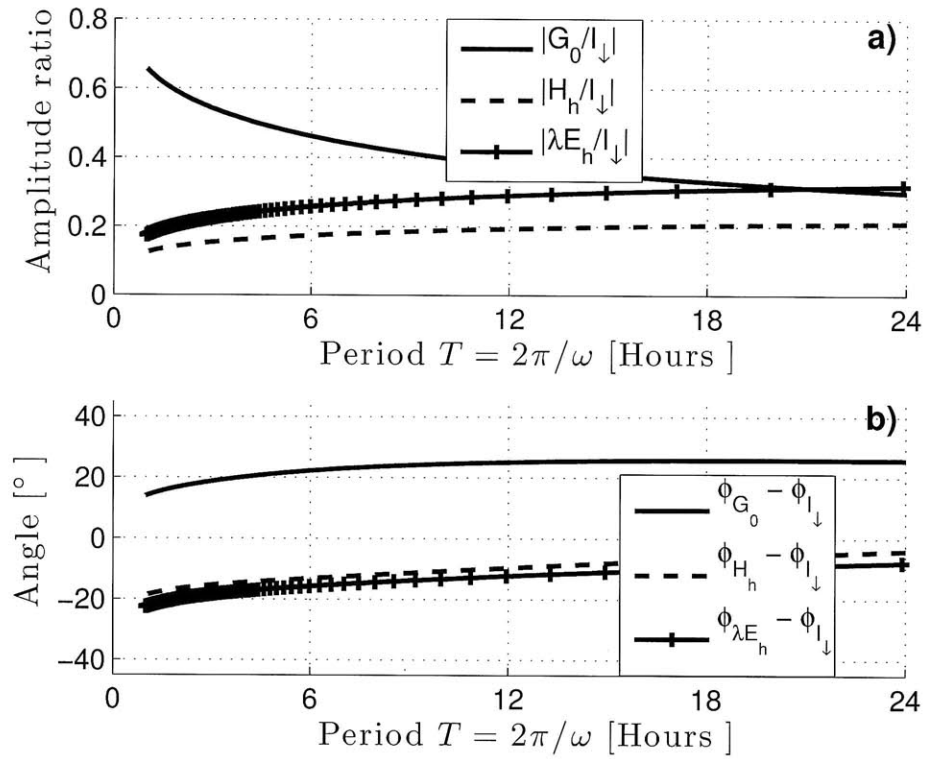 a)
Amplitude ratio
0.8
0.6
0.4
0.2
0
|G₀/I↓|
|Hₕ/I↓|
|λEₕ/I↓|
0 6 12 18 24
Period T = 2π/ω [Hours ]
b)
Angle [°]
40
20
0
−20
−40
ϕG₀ − ϕI↓
ϕHₕ − ϕI↓
ϕλEₕ − ϕI↓
0 6 12 18 24
Period T = 2π/ω [Hours ]